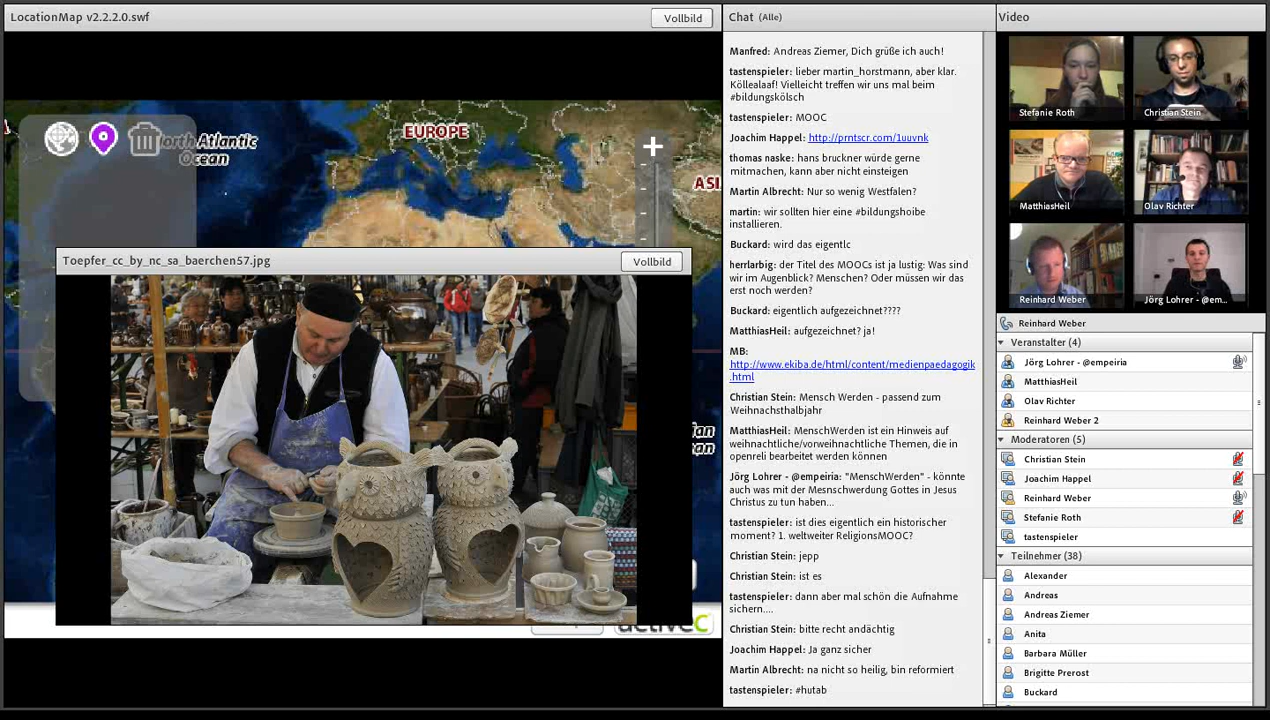 LocationMap v2.2.2.0.swf
Vollbild
North Atlantic
Ocean
EUROPE
Toepfer_cc_by_nc_sa_baerchen57.jpg
Vollbild
activeC
Chat (Alle)
Manfred: Andreas Ziemer, Dich grüße ich auch!
tastenspieler: lieber martin_horstmann, aber klar.
Köllealaaf! Vielleicht treffen wir uns mal beim
#bildungskölsch
tastenspieler: MOOC
Joachim Happel: http://prntscr.com/1uuvnk
thomas naske: hans bruckner würde gerne
mitmachen, kann aber nicht einsteigen
Martin Albrecht: Nur so wenig Westfalen?
martin: wir sollten hier eine #bildungshoibe
installieren.
Buckard: wird das eigentlc
herrlarbig: der Titel des MOOCs ist ja lustig: Was sind
wir im Augenblick? Menschen? Oder müssen wir das
erst noch werden?
Buckard: eigentlich aufgezeichnet????
MatthiasHeil: aufgezeichnet? ja!
MB:
http://www.ekiba.de/html/content/medienpaedagogik
.html
Christian Stein: Mensch Werden - passend zum
Weihnachsthalbjahr
MatthiasHeil: MenschWerden ist ein Hinweis auf
weihnachtliche/vorweihnachtliche Themen, die in
openreli bearbeitet werden können
Jörg Lohrer - @empeiria: "MenschWerden" - könnte
auch was mit der Mesnschwerdung Gottes in Jesus
Christus zu tun haben...
tastenspieler: ist dies eigentlich ein historischer
moment? 1. weltweiter ReligionsMOOC?
Christian Stein: jepp
Christian Stein: ist es
tastenspieler: dann aber mal schön die Aufnahme
sichern....
Christian Stein: bitte recht andächtig
Joachim Happel: Ja ganz sicher
Martin Albrecht: na nicht so heilig, bin reformiert
tastenspieler: #hutab
Video
Stefanie Roth
Christian Stein
MatthiasHeil
Olav Richter
Reinhard Weber
Jörg Lohrer - @em...
Reinhard Weber
Veranstalter (4)
Jörg Lohrer - @empeiria
MatthiasHeil
Olav Richter
Reinhard Weber 2
Moderatoren (5)
Christian Stein
Joachim Happel
Reinhard Weber
Stefanie Roth
tastenspieler
Teilnehmer (38)
Alexander
Andreas
Andreas Ziemer
Anita
Barbara Müller
Brigitte Prerost
Buckard